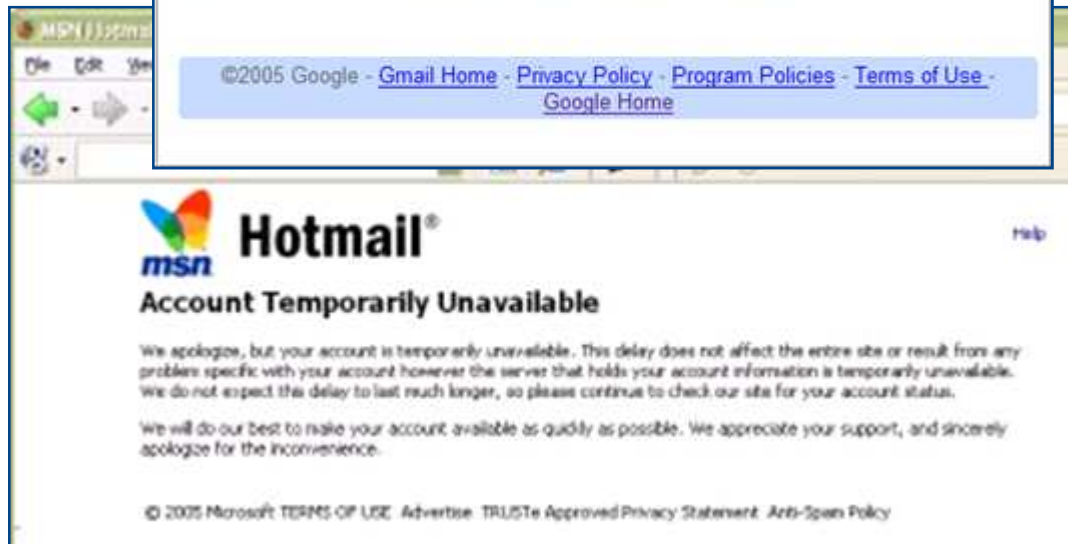 MSN Hotmail
File Edit View
©2005 Google - Gmail Home - Privacy Policy - Program Policies - Terms of Use -
Google Home
msn Hotmail®
Help
Account Temporarily Unavailable
We apologize, but your account is temporarily unavailable. This delay does not affect the entire site or result from any
problem specific with your account however the server that holds your account information is temporarily unavailable.
We do not expect this delay to last much longer, so please continue to check our site for your account status.
We will do our best to make your account available as quickly as possible. We appreciate your support, and sincerely
apologize for the inconvenience.
© 2005 Microsoft TERMS OF USE Advertise TRUSTe Approved Privacy Statement Anti-Spam Policy